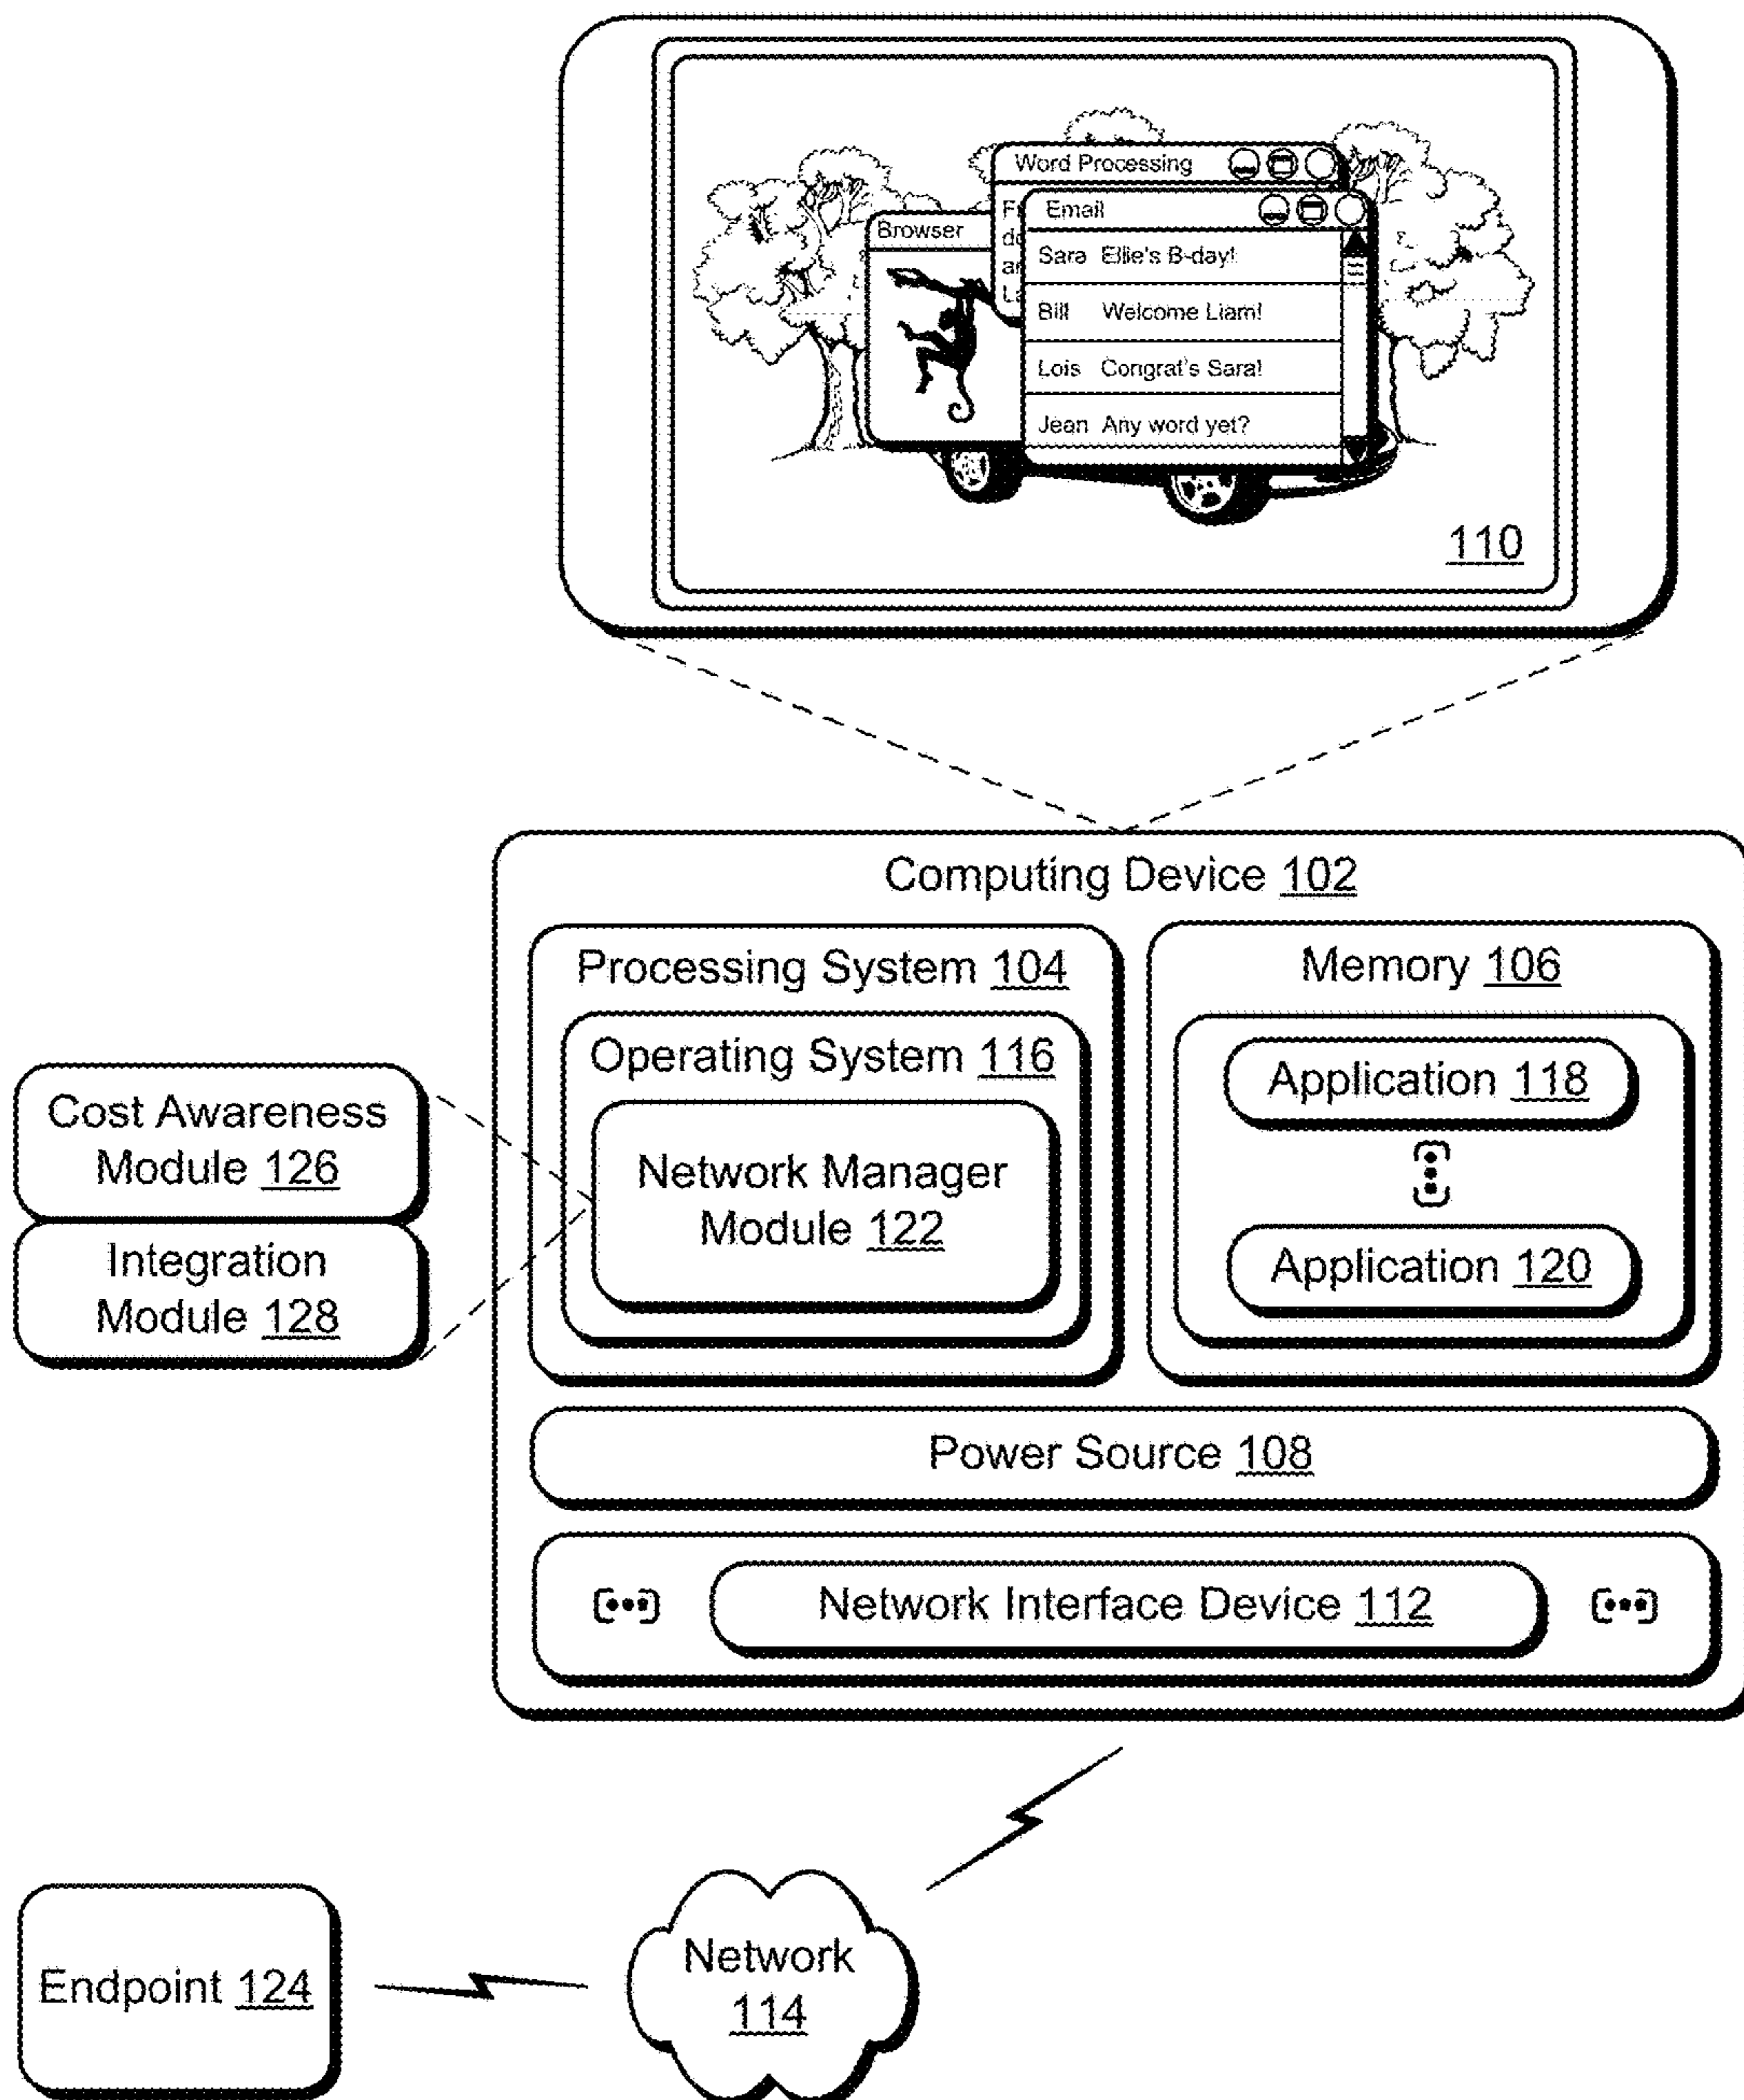 Word Processing
Email
Browser
Sara Ellie's B-day!
Bill Welcome Liam!
Lois Congrat's Sara!
Jean Any word yet?
110
Computing Device 102
Processing System 104
Memory 106
Operating System 116
Application 118
Network Manager
Module 122
Application 120
Cost Awareness
Module 126
Integration
Module 128
Power Source 108
Network Interface Device 112
Endpoint 124
Network
114